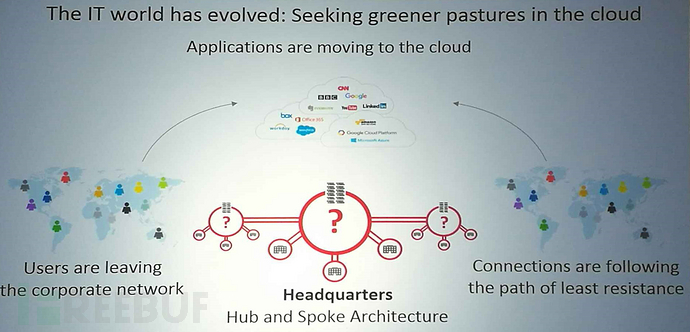 The IT world has evolved: Seeking greener pastures in the cloud
Applications are moving to the cloud
CNN
BBC Google
YouTube LinkedIn
box Office 365
workday
amazon
Google Cloud Platform
Microsoft Azure
?
?
?
Users are leaving
the corporate network
Connections are following
the path of least resistance
Headquarters
Hub and Spoke Architecture
REEBUF